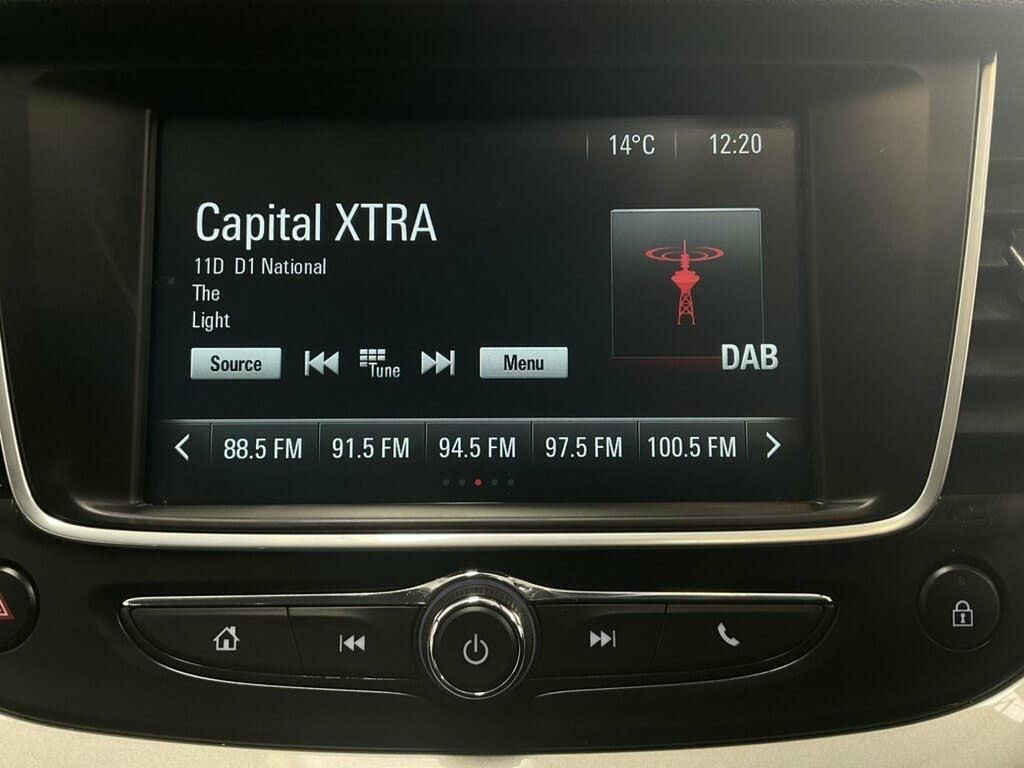 14°C 12:20
Capital XTRA
11D D1 National
The
Light
Source Tune Menu
DAB
88.5 FM 91.5 FM 94.5 FM 97.5 FM 100.5 FM